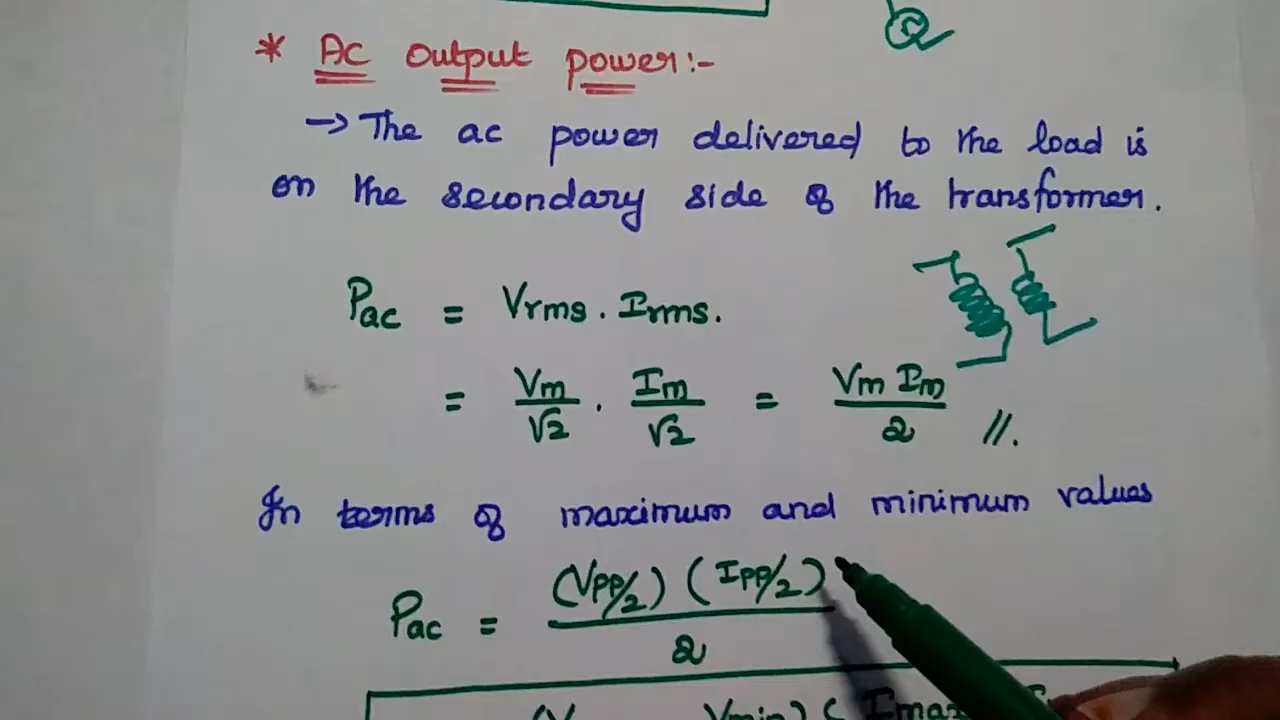 * AC output power:-
→ The ac power delivered to the load is
on the secondary side of the transformer.
Pac = Vrms . Irms.
= Vm/√2 . Im/√2 = Vm Im/2 //.
In terms of maximum and minimum values
Pac = (VPP/2) (IPP/2)/2
Vmin) ( Imax